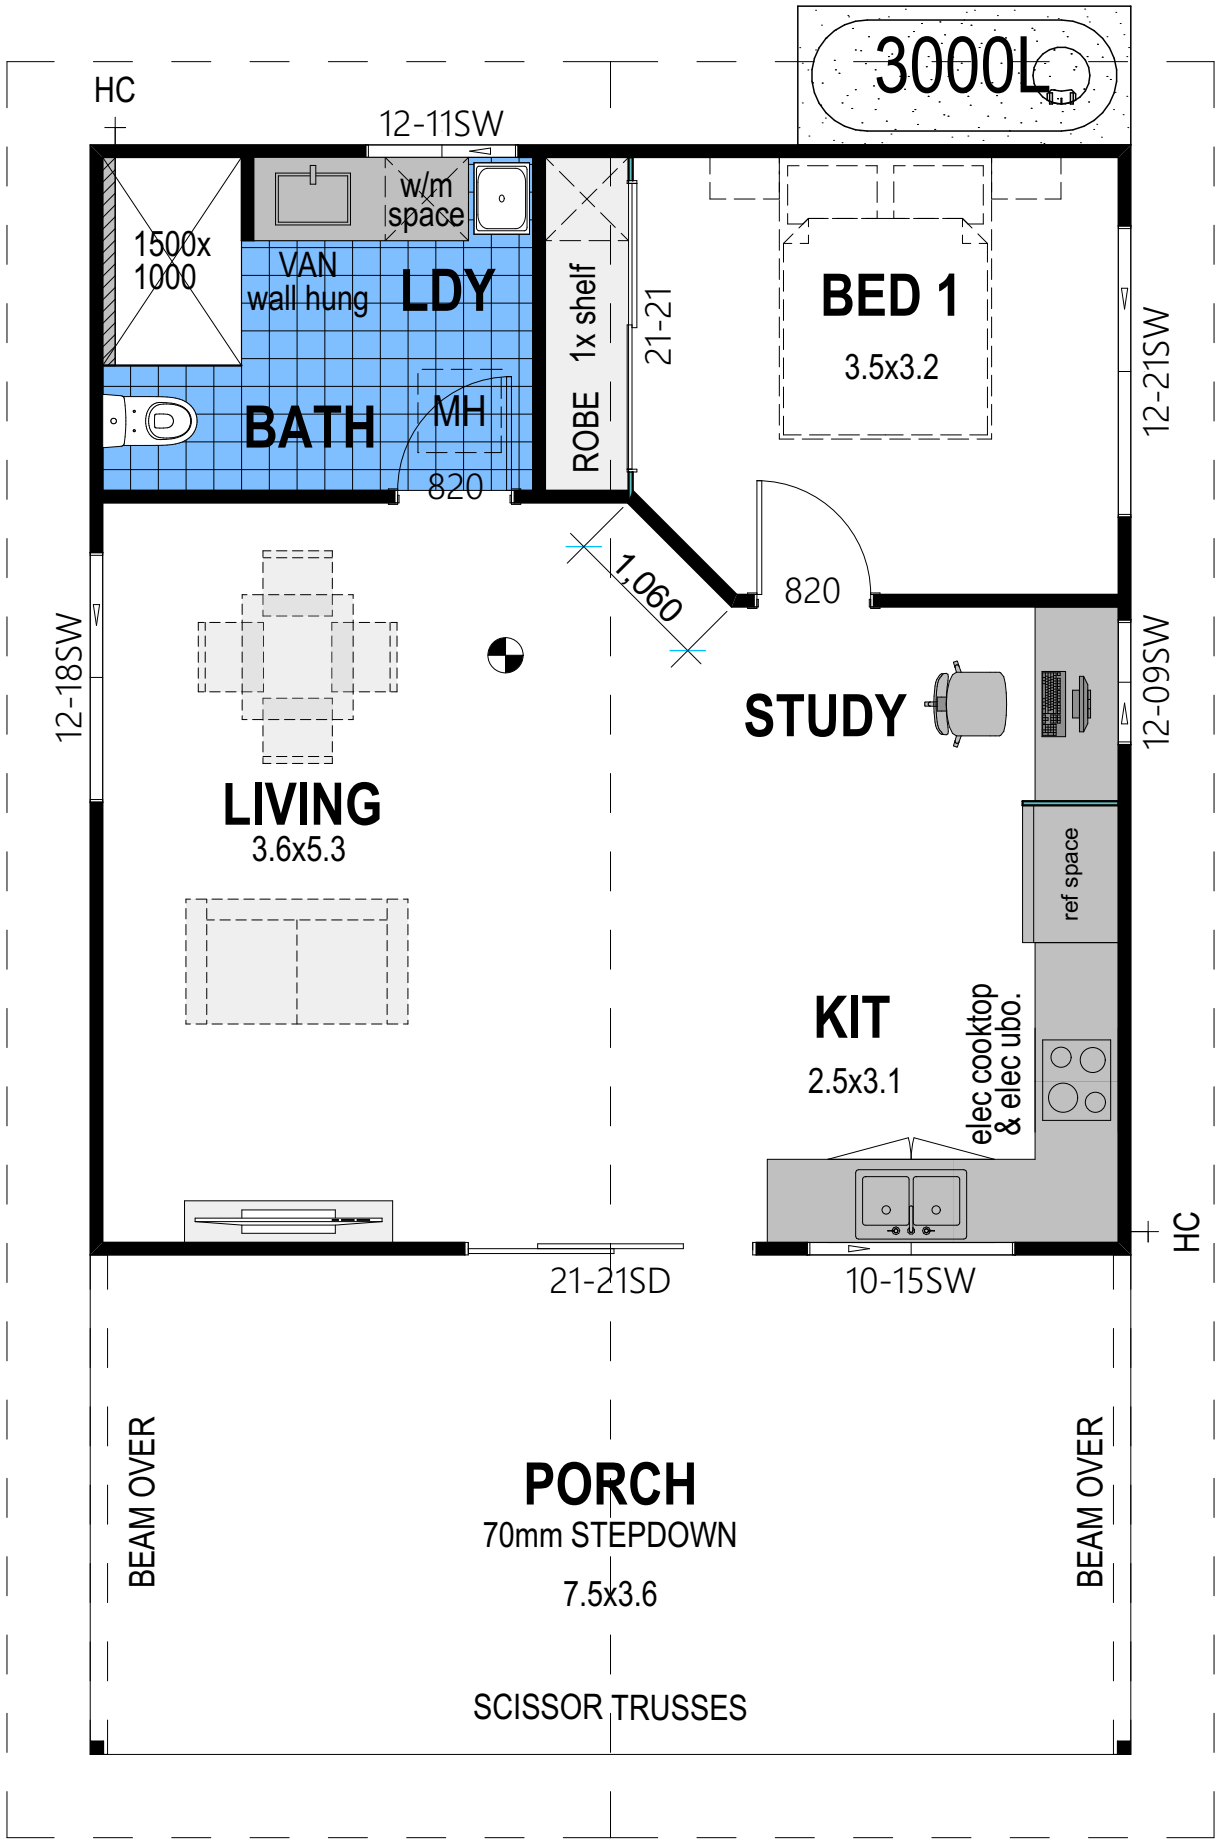 3000L
HC
12-11SW
w/m
space
1500x
1000
VAN
wall hung
LDY
BATH
MH
820
ROBE 1x shelf
21-21
BED 1
3.5x3.2
12-21SW
820
1,060
12-18SW
12-09SW
STUDY
LIVING
3.6x5.3
ref space
KIT
2.5x3.1
elec cooktop
& elec ubo.
HC
21-21SD
10-15SW
BEAM OVER
BEAM OVER
PORCH
70mm STEPDOWN
7.5x3.6
SCISSOR TRUSSES